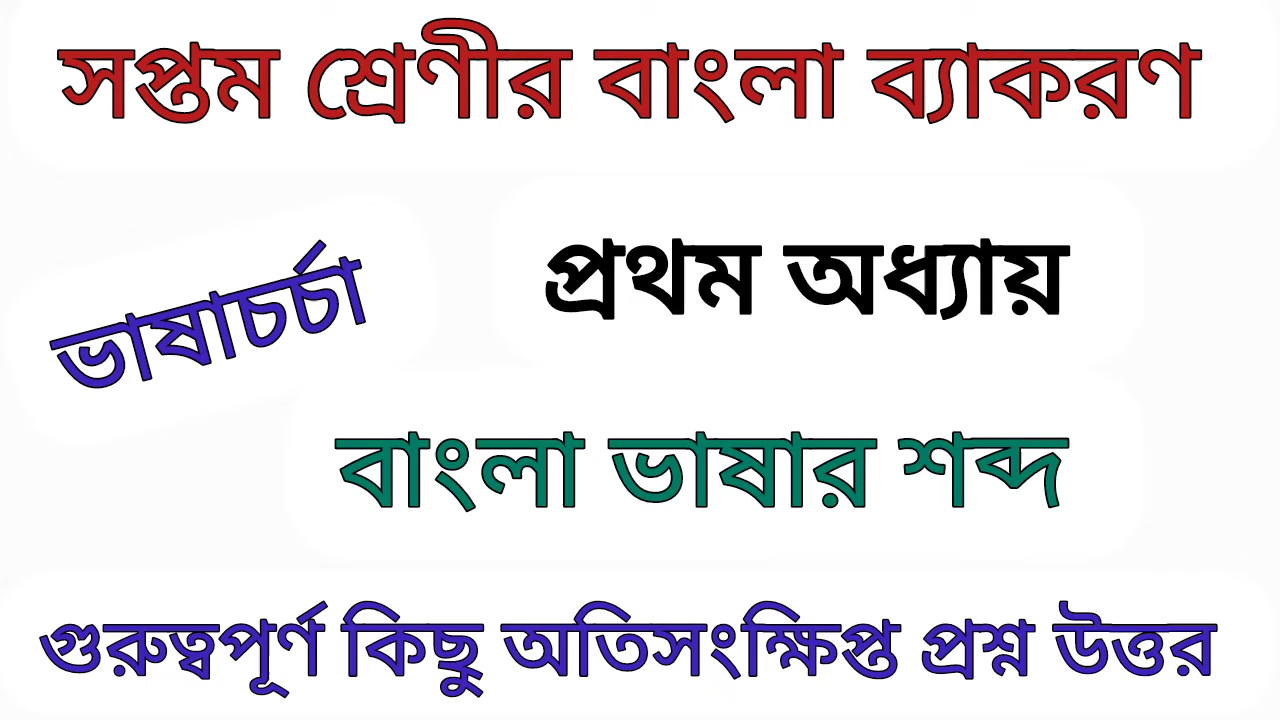 সপ্তম শ্রেণীর বাংলা ব্যাকরণ
প্রথম অধ্যায়
ভাষাচর্চা
বাংলা ভাষার শব্দ
গুরুত্বপূর্ণ কিছু অতিসংক্ষিপ্ত প্রশ্ন উত্তর